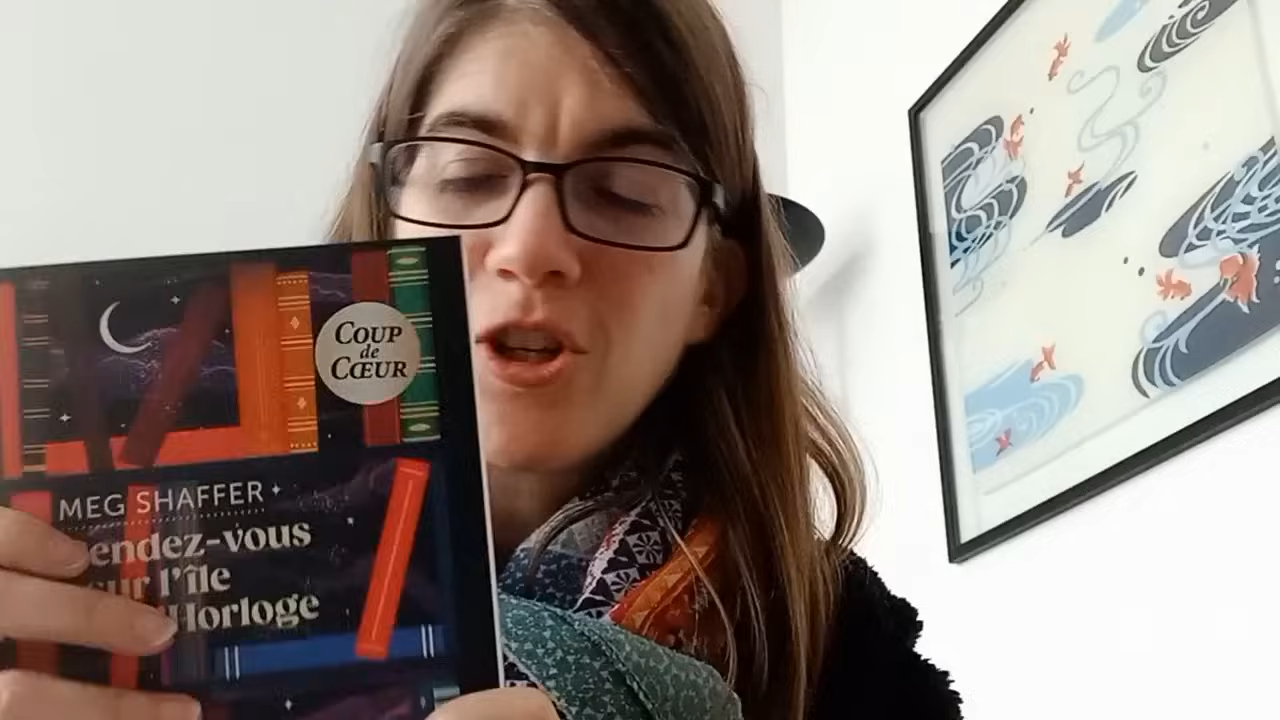 COUP
de
CŒUR
MEG SHAFFER
endez-vous
ur l'île
Horloge